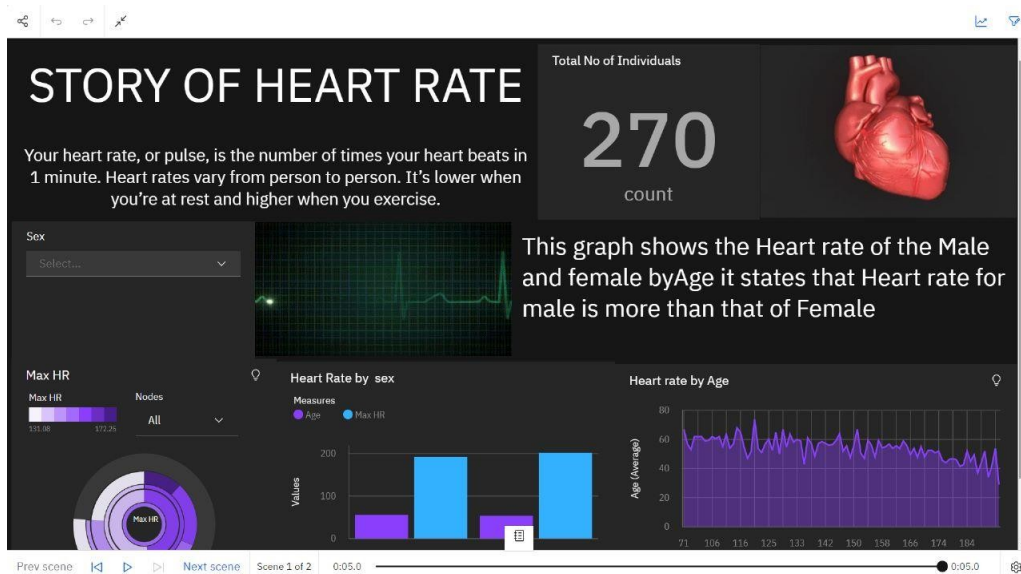 STORY OF HEART RATE
Your heart rate, or pulse, is the number of times your heart beats in
1 minute. Heart rates vary from person to person. It's lower when
you're at rest and higher when you exercise.
Total No of Individuals
270
count
Sex
Select...
This graph shows the Heart rate of the Male
and female byAge it states that Heart rate for
male is more than that of Female
Max HR
Max HR
Nodes
131.08
172.25
All
Max HR
Heart Rate by sex
Measures
Age
Max HR
Values
200
100
0
Heart rate by Age
Age (Average)
80
60
40
20
0
71 106 116 125 133 142 150 158 166 174 184
Prev scene
Next scene
Scene 1 of 2
0:05.0
0:05.0